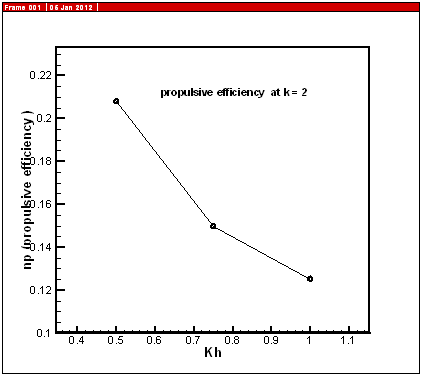 Frame 001 | 05 Jan 2012 |
propulsive efficiency at k = 2
np (propulsive efficiency )
0.22
0.2
0.18
0.16
0.14
0.12
0.1
0.4 0.5 0.6 0.7 0.8 0.9 1 1.1
Kh